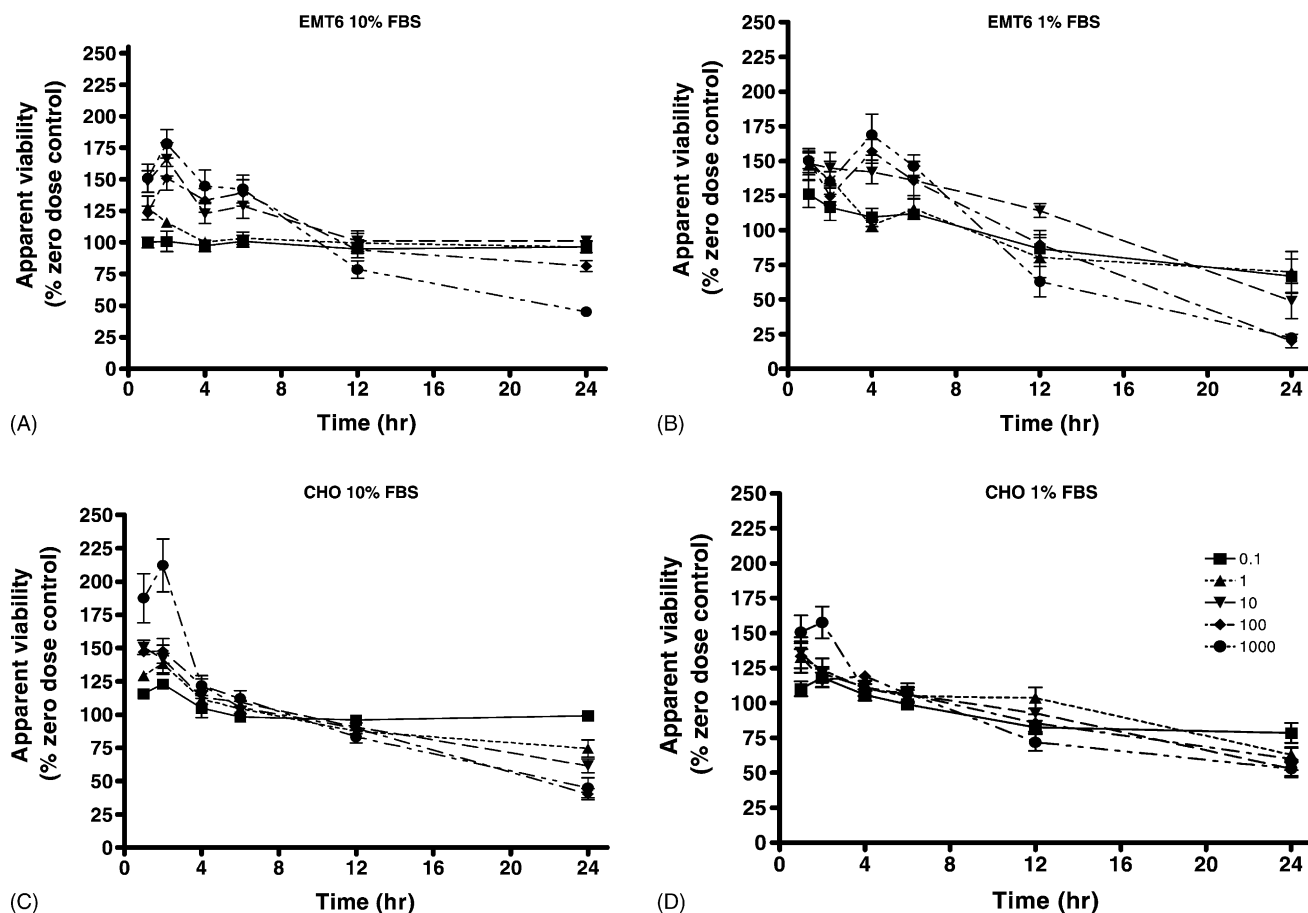 EMT6 10% FBS
Apparent viability
(% zero dose control)
250
225
200
175
150
125
100
75
50
25
0
0 4 8 12 16 20 24
Time (hr)
(A)
EMT6 1% FBS
Apparent viability
(% zero dose control)
250
225
200
175
150
125
100
75
50
25
0
0 4 8 12 16 20 24
Time (hr)
(B)
CHO 10% FBS
Apparent viability
(% zero dose control)
250
225
200
175
150
125
100
75
50
25
0
0 4 8 12 16 20 24
Time (hr)
(C)
CHO 1% FBS
Apparent viability
(% zero dose control)
250
225
200
175
150
125
100
75
50
25
0
0 4 8 12 16 20 24
Time (hr)
0.1
1
10
100
1000
(D)